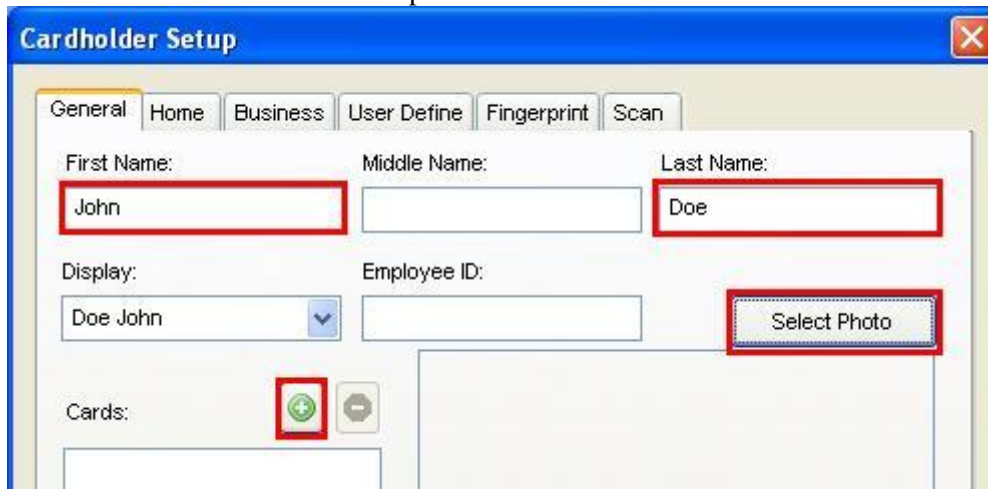 Cardholder Setup
General Home Business User Define Fingerprint Scan
First Name: Middle Name: Last Name:
John Doe
Display: Employee ID:
Doe John Select Photo
Cards: